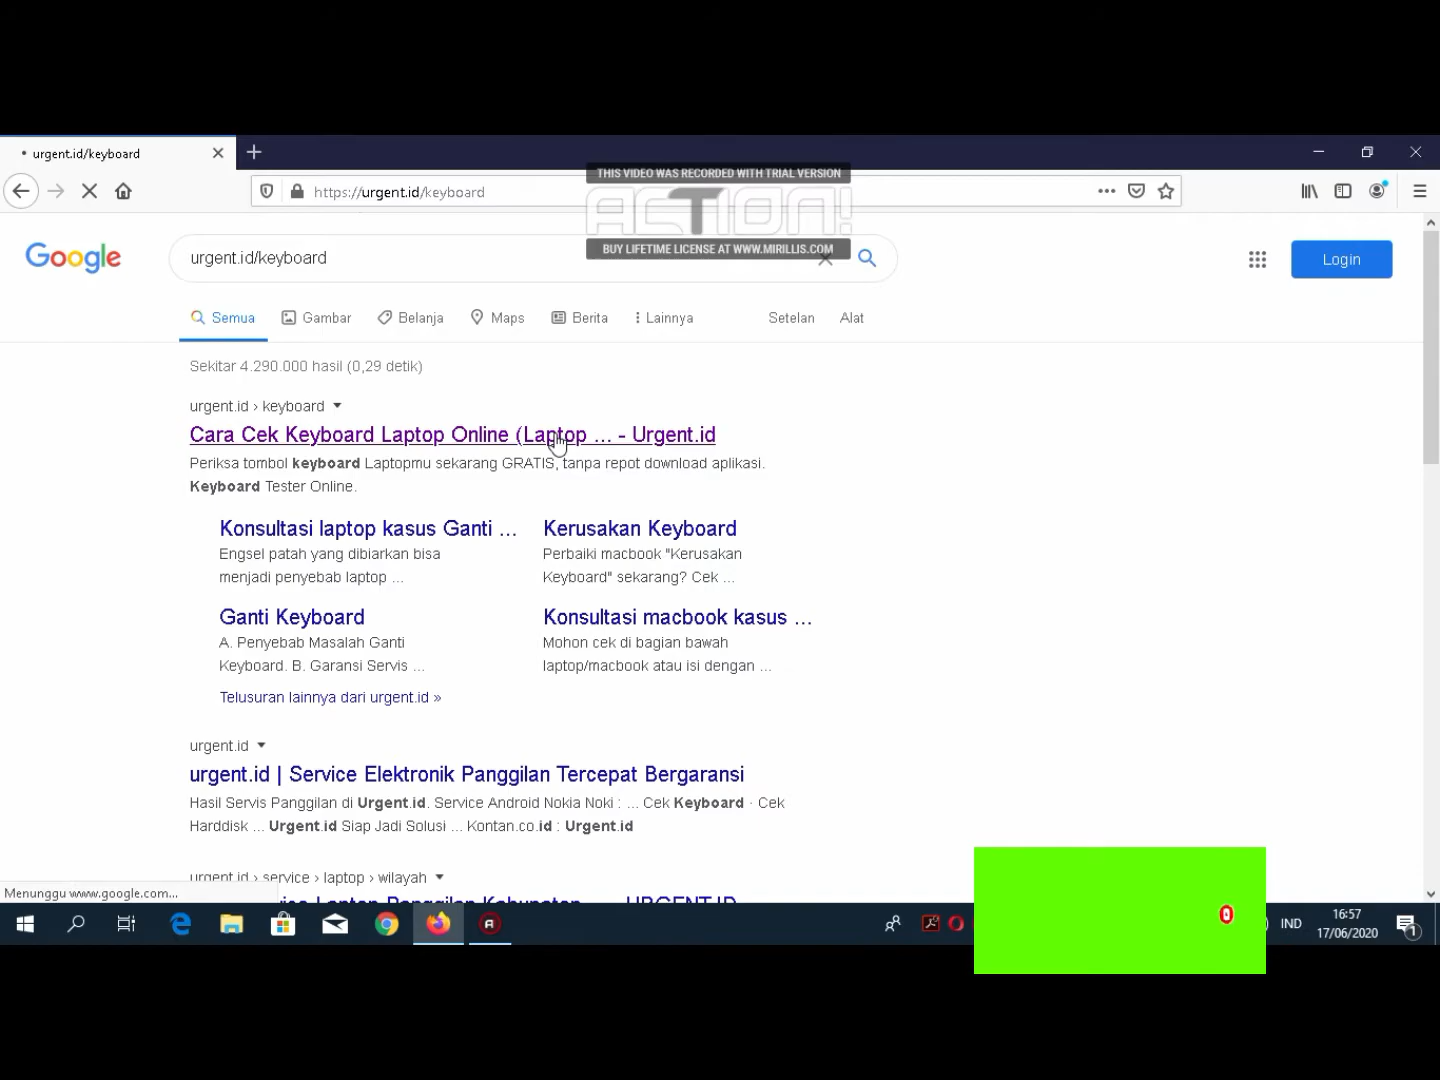 urgent.id/keyboard
THIS VIDEO WAS RECORDED WITH TRIAL VERSION
https://urgent.id/keyboard
ACTION!
BUY LIFETIME LICENSE AT WWW.MIRILLIS.COM
Google
urgent.id/keyboard
Login
Semua
Gambar
Belanja
Maps
Berita
Lainnya
Setelan
Alat
Sekitar 4.290.000 hasil (0,29 detik)
urgent.id › keyboard
Cara Cek Keyboard Laptop Online (Laptop ... - Urgent.id
Periksa tombol keyboard Laptopmu sekarang GRATIS, tanpa repot download aplikasi.
Keyboard Tester Online.
Konsultasi laptop kasus Ganti ...
Engsel patah yang dibiarkan bisa
menjadi penyebab laptop ...
Kerusakan Keyboard
Perbaiki macbook "Kerusakan
Keyboard" sekarang? Cek ...
Ganti Keyboard
A. Penyebab Masalah Ganti
Keyboard. B. Garansi Servis ...
Konsultasi macbook kasus ...
Mohon cek di bagian bawah
laptop/macbook atau isi dengan ...
Telusuran lainnya dari urgent.id »
urgent.id
urgent.id | Service Elektronik Panggilan Tercepat Bergaransi
Hasil Servis Panggilan di Urgent.id. Service Android Nokia Noki : ... Cek Keyboard · Cek
Harddisk ... Urgent.id Siap Jadi Solusi ... Kontan.co.id : Urgent.id
urgent.id › service › laptop › wilayah
Laptop Panggilan Kabupaten ... - URGENT.ID
Menunggu www.google.com...
IND
16:57
17/06/2020
1